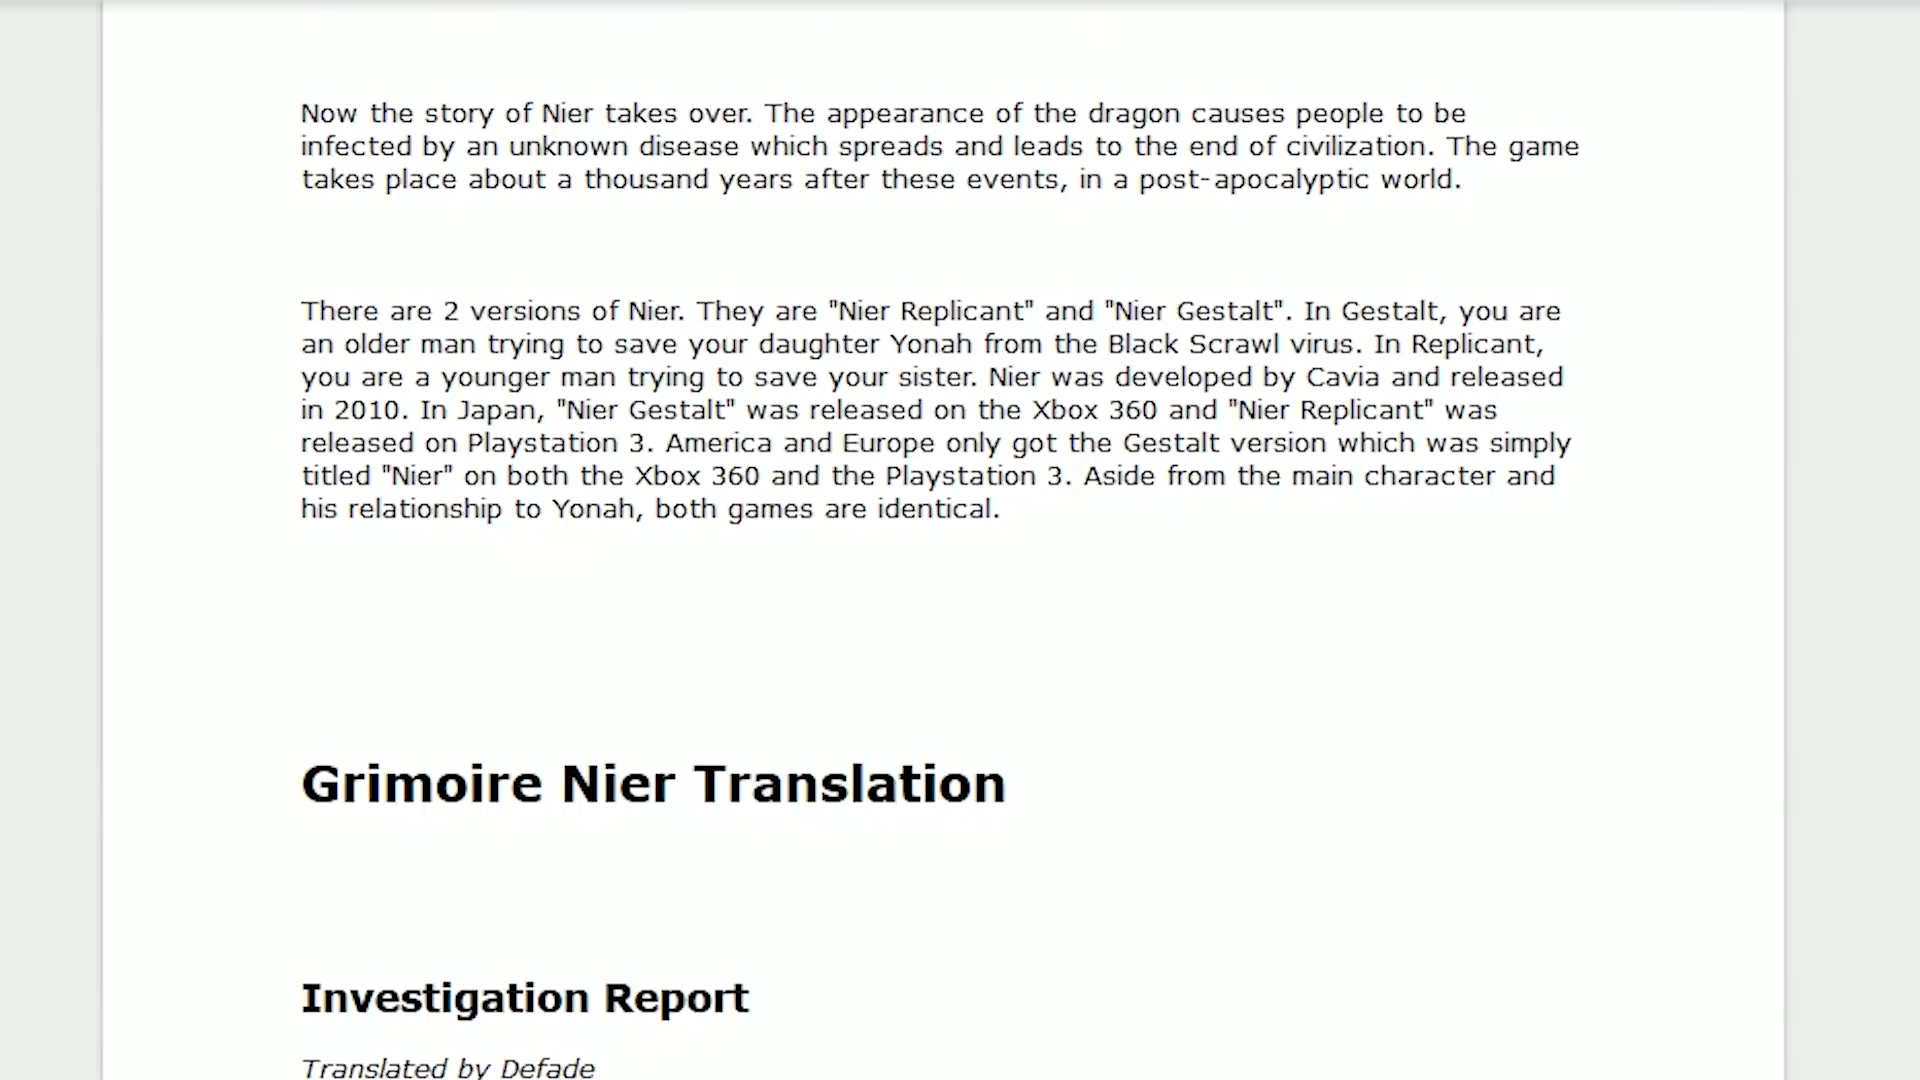 Now the story of Nier takes over. The appearance of the dragon causes people to be
infected by an unknown disease which spreads and leads to the end of civilization. The game
takes place about a thousand years after these events, in a post-apocalyptic world.
There are 2 versions of Nier. They are "Nier Replicant" and "Nier Gestalt". In Gestalt, you are
an older man trying to save your daughter Yonah from the Black Scrawl virus. In Replicant,
you are a younger man trying to save your sister. Nier was developed by Cavia and released
in 2010. In Japan, "Nier Gestalt" was released on the Xbox 360 and "Nier Replicant" was
released on Playstation 3. America and Europe only got the Gestalt version which was simply
titled "Nier" on both the Xbox 360 and the Playstation 3. Aside from the main character and
his relationship to Yonah, both games are identical.
Grimoire Nier Translation
Investigation Report
Translated by Defade